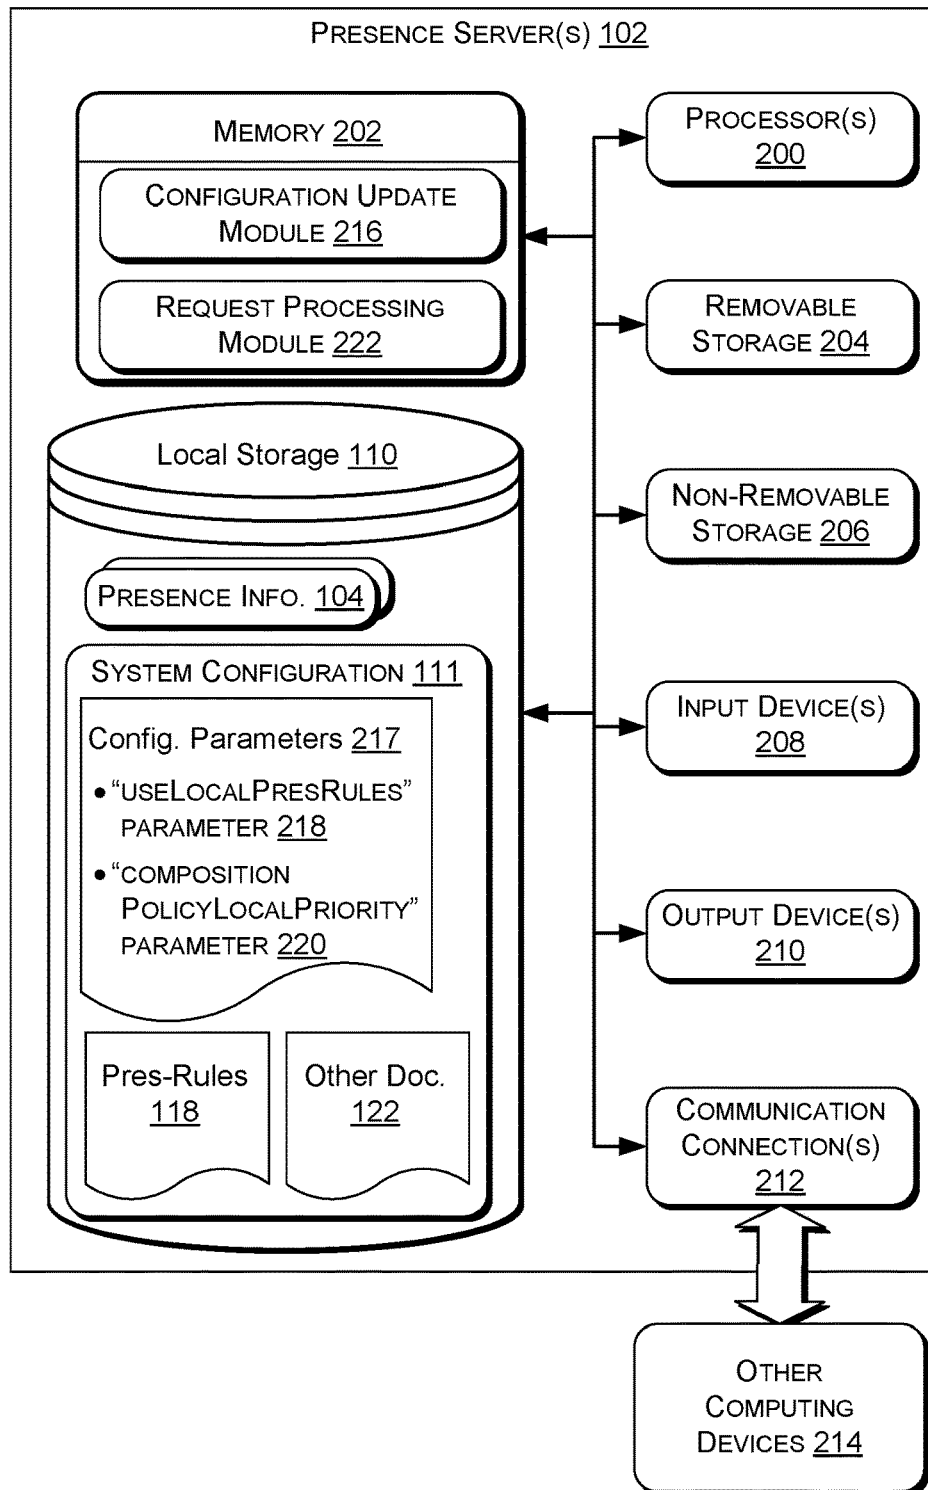 PRESENCE SERVER(S) 102
MEMORY 202
CONFIGURATION UPDATE
MODULE 216
REQUEST PROCESSING
MODULE 222
Local Storage 110
PRESENCE INFO. 104
SYSTEM CONFIGURATION 111
Config. Parameters 217
• “USELOCALPRESRULES”
PARAMETER 218
• “COMPOSITION
POLICYLOCALPRIORITY”
PARAMETER 220
Pres-Rules
118
Other Doc.
122
PROCESSOR(S)
200
REMOVABLE
STORAGE 204
NON-REMOVABLE
STORAGE 206
INPUT DEVICE(S)
208
OUTPUT DEVICE(S)
210
COMMUNICATION
CONNECTION(S)
212
OTHER
COMPUTING
DEVICES 214